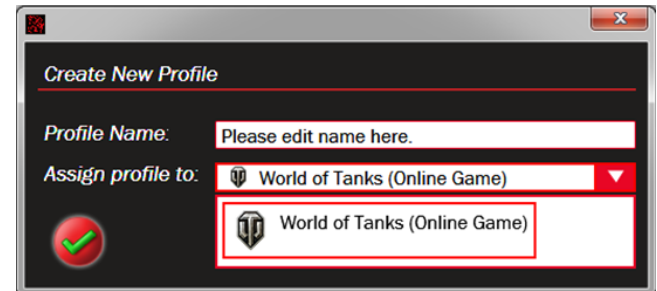 Create New Profile
Profile Name:
Please edit name here.
Assign profile to:
World of Tanks (Online Game)
World of Tanks (Online Game)